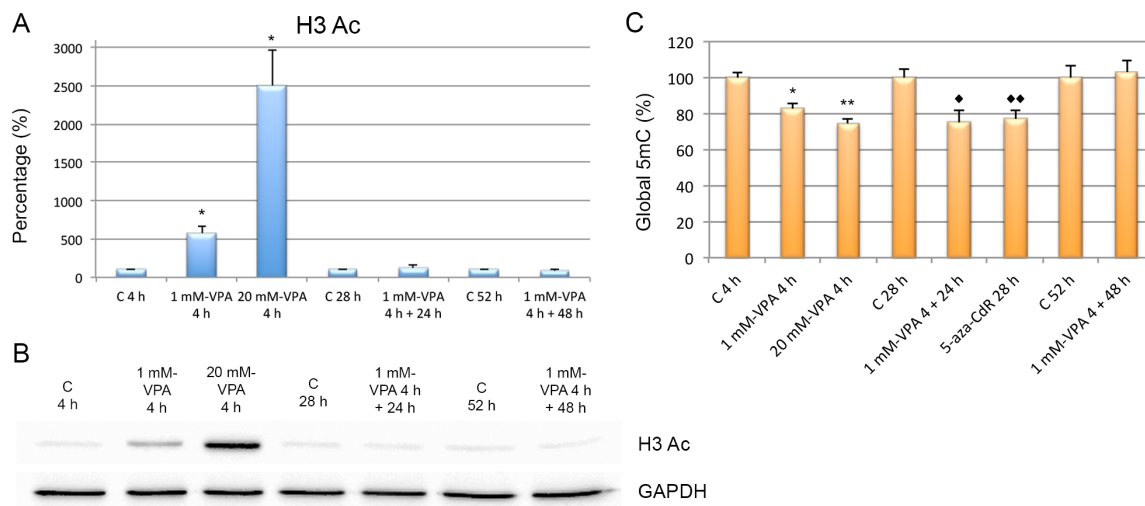 A
H3 Ac
*
*
Percentage (%)
3000
2500
2000
1500
1000
500
0
C 4 h
1 mM-VPA
4 h
20 mM-VPA
4 h
C 28 h
1 mM-VPA
4 h + 24h
C 52 h
1 mM-VPA
4 h + 48h
B
C
4 h
1 mM-
VPA
4 h
20 mM-
VPA
4 h
C
28 h
1 mM-
VPA 4 h
+ 24h
C
52 h
1 mM-
VPA 4 h
+ 48h
H3 Ac
GAPDH
C
Global 5mC (%)
120
100
80
60
40
20
0
*
**
◆
◆◆
C 4 h
1 mM-VPA 4 h
20 mM-VPA 4 h
C 28 h
1 mM-VPA 4 + 24 h
5-aza-CdR 28 h
C 52 h
1 mM-VPA 4 + 48 h